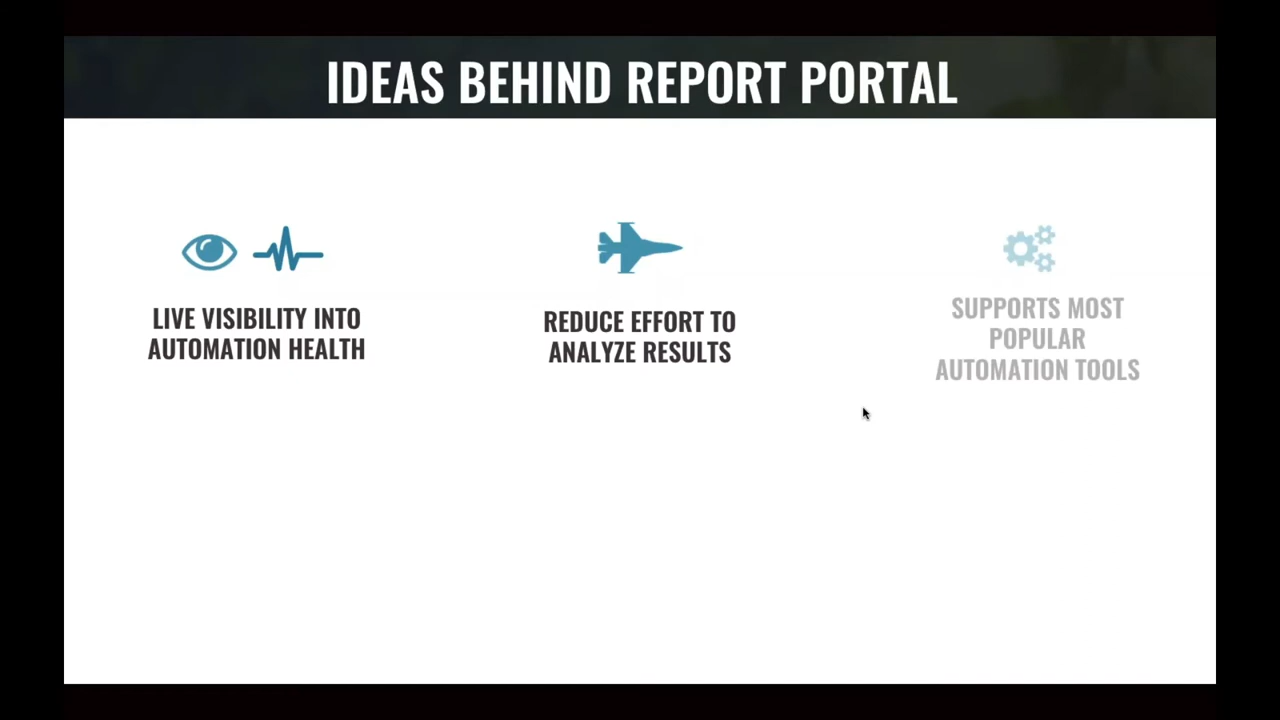 IDEAS BEHIND REPORT PORTAL
LIVE VISIBILITY INTO
AUTOMATION HEALTH
REDUCE EFFORT TO
ANALYZE RESULTS
SUPPORTS MOST
POPULAR
AUTOMATION TOOLS